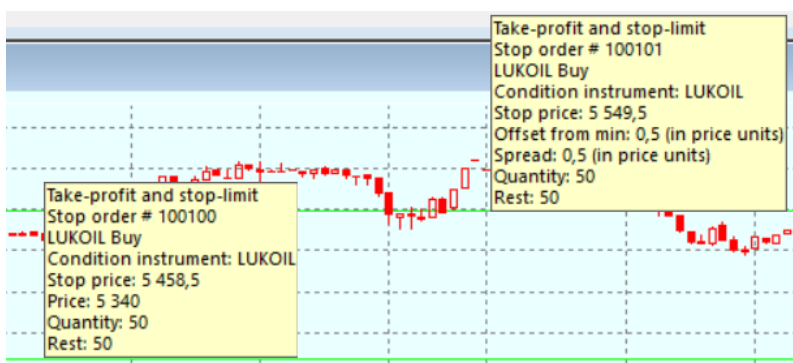 Take-profit and stop-limit
Stop order # 100101
LUKOIL Buy
Condition instrument: LUKOIL
Stop price: 5 549,5
Offset from min: 0,5 (in price units)
Spread: 0,5 (in price units)
Quantity: 50
Rest: 50
Take-profit and stop-limit
Stop order # 100100
LUKOIL Buy
Condition instrument: LUKOIL
Stop price: 5 458,5
Price: 5 340
Quantity: 50
Rest: 50